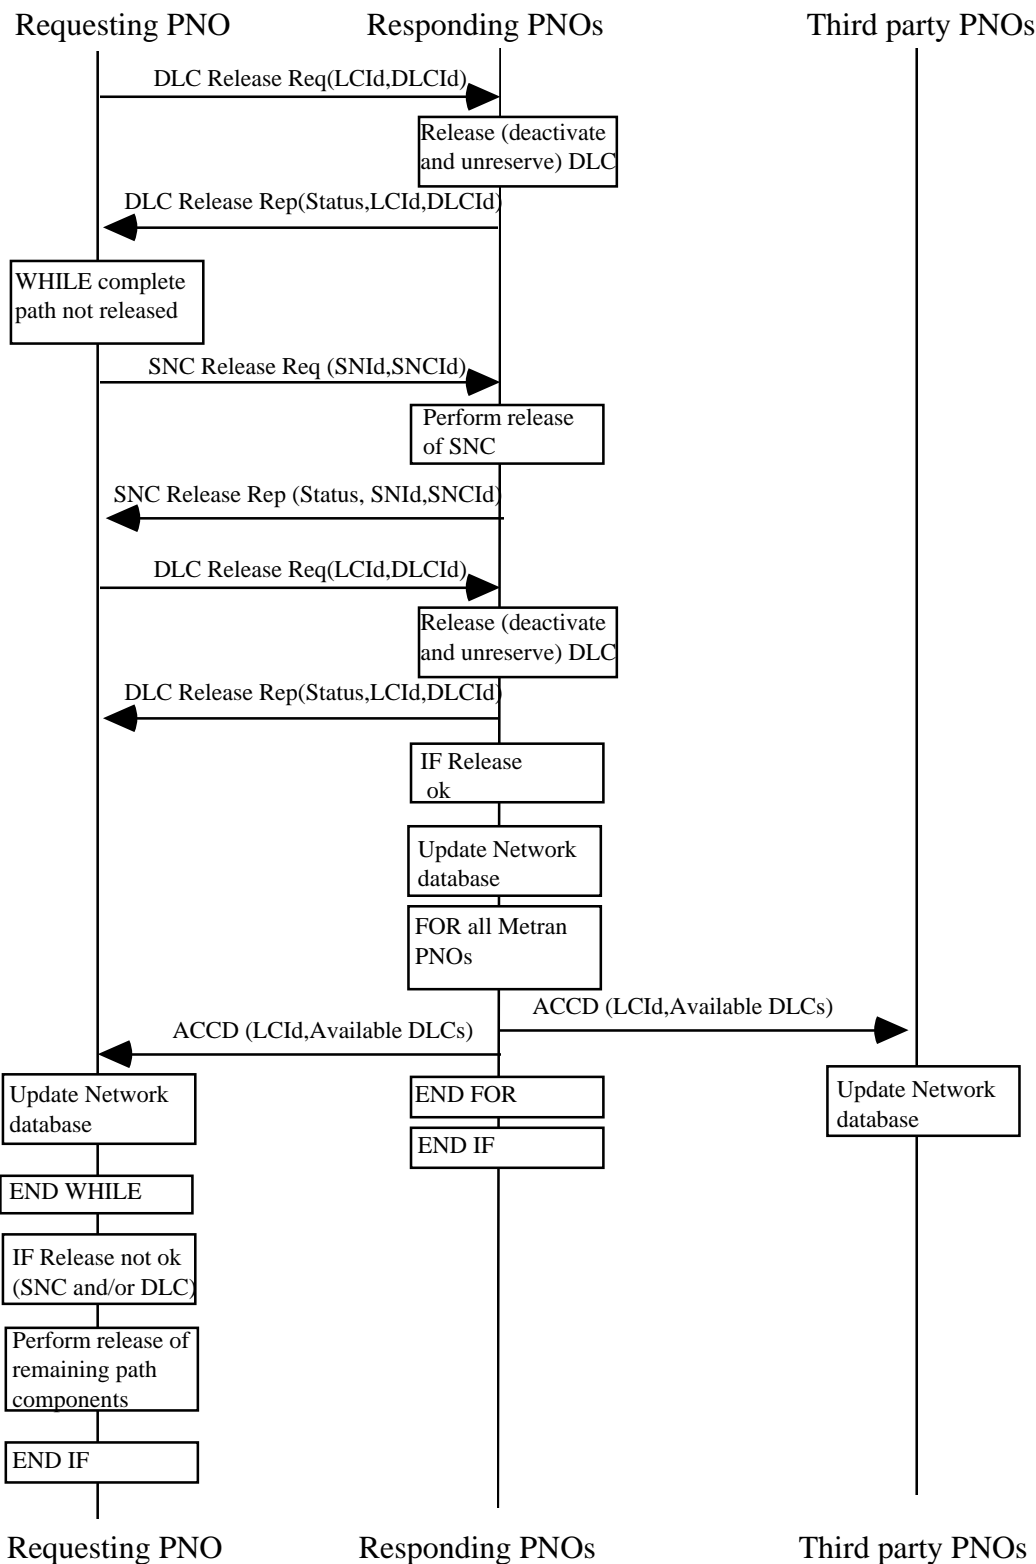 Requesting PNO
Responding PNOs
Third party PNOs
DLC Release Req(LCId,DLCId)
Release (deactivate
and unreserve) DLC
DLC Release Rep(Status,LCId,DLCId)
WHILE complete
path not released
SNC Release Req (SNId,SNCId)
Perform release
of SNC
SNC Release Rep (Status, SNId,SNCId)
DLC Release Req(LCId,DLCId)
Release (deactivate
and unreserve) DLC
DLC Release Rep(Status,LCId,DLCId)
IF Release
ok
Update Network
database
FOR all Metran
PNOs
ACCD (LCId,Available DLCs)
ACCD (LCId,Available DLCs)
Update Network
database
END FOR
Update Network
database
END IF
END WHILE
IF Release not ok
(SNC and/or DLC)
Perform release of
remaining path
components
END IF
Requesting PNO
Responding PNOs
Third party PNOs